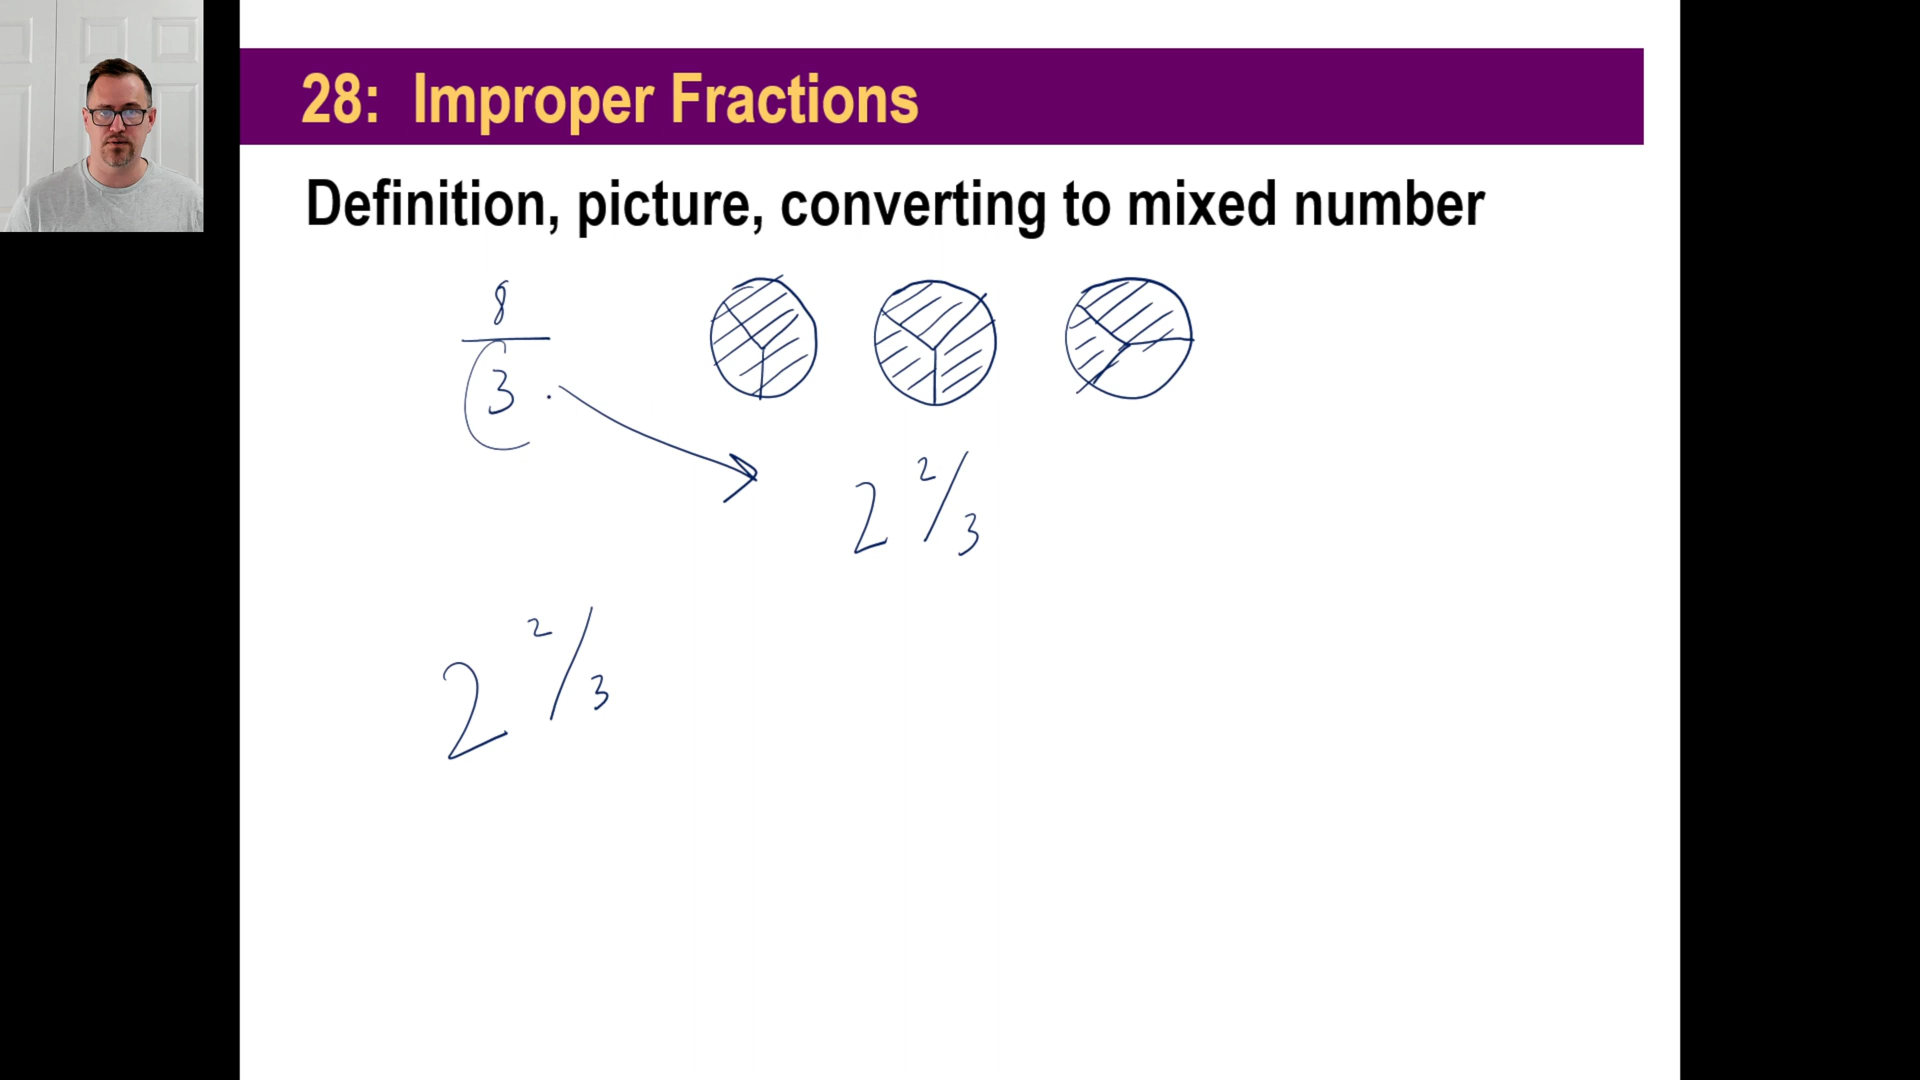 28: Improper Fractions
Definition, picture, converting to mixed number
8
3
2 2/3
2 2/3